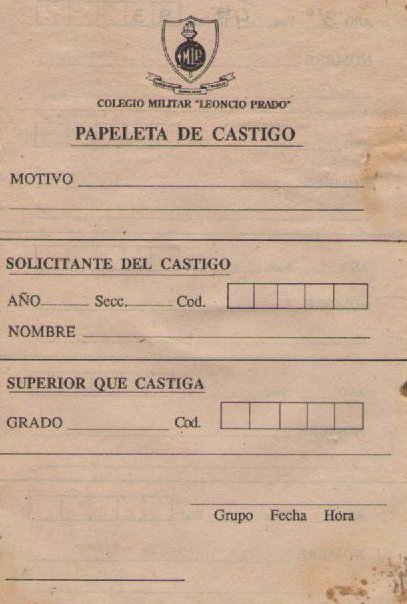 CMLP
COLEGIO MILITAR "LEONCIO PRADO"
PAPELETA DE CASTIGO
MOTIVO
SOLICITANTE DEL CASTIGO
AÑO Secc. Cod.
NOMBRE
SUPERIOR QUE CASTIGA
GRADO Cod.
Grupo Fecha Hora